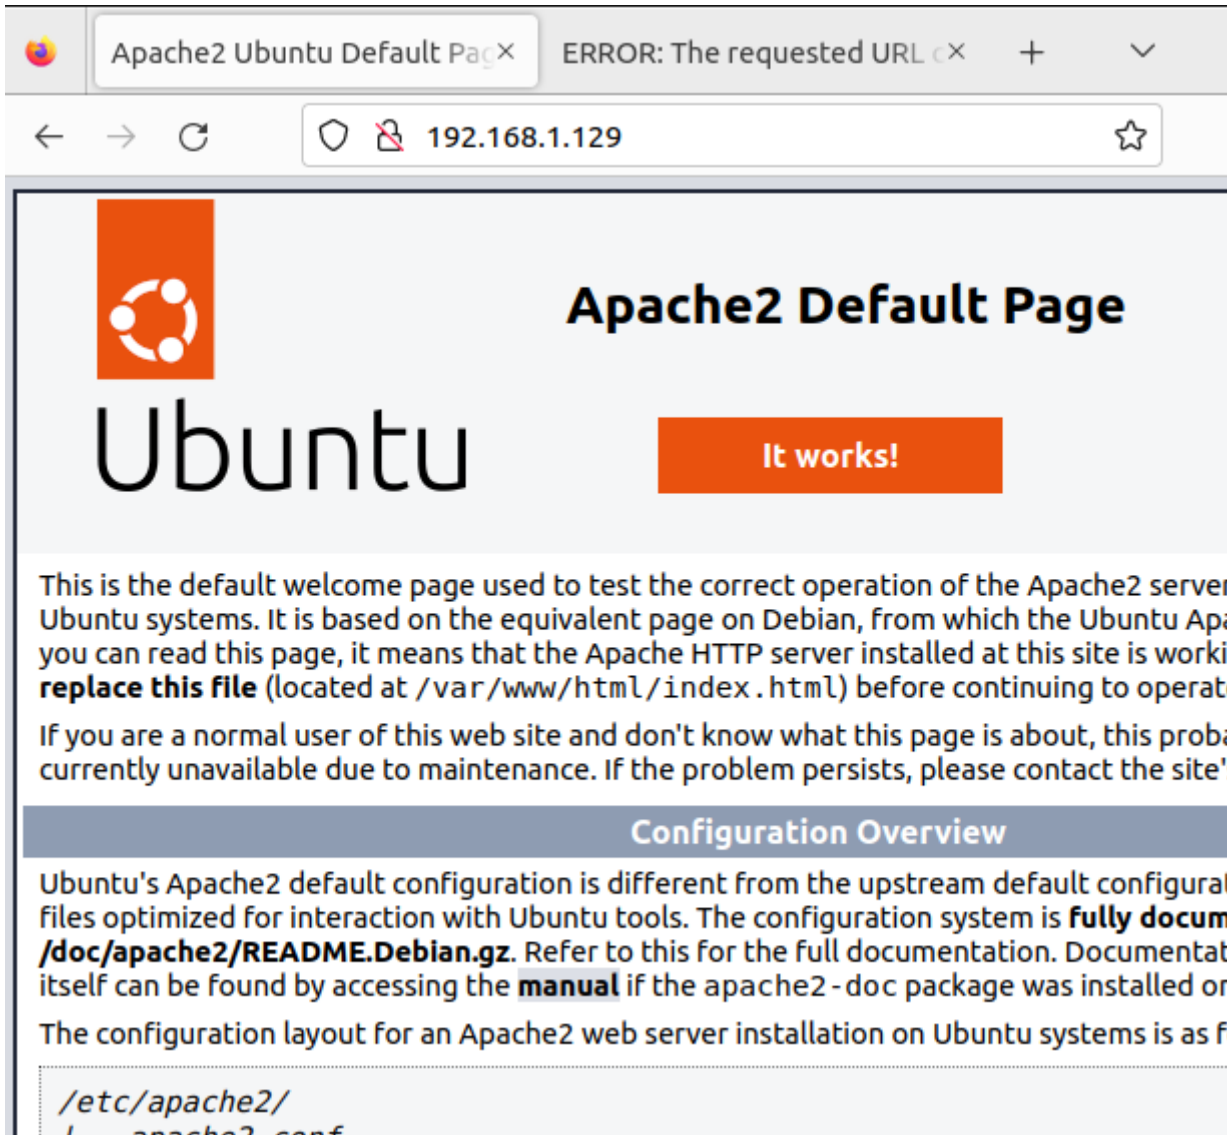 Apache2 Ubuntu Default Pag
ERROR: The requested URL c
192.168.1.129
Ubuntu
Apache2 Default Page
It works!
This is the default welcome page used to test the correct operation of the Apache2 server
Ubuntu systems. It is based on the equivalent page on Debian, from which the Ubuntu Apa
you can read this page, it means that the Apache HTTP server installed at this site is worki
replace this file (located at /var/www/html/index.html) before continuing to operat
If you are a normal user of this web site and don't know what this page is about, this proba
currently unavailable due to maintenance. If the problem persists, please contact the site'
Configuration Overview
Ubuntu's Apache2 default configuration is different from the upstream default configurat
files optimized for interaction with Ubuntu tools. The configuration system is fully docum
/doc/apache2/README.Debian.gz. Refer to this for the full documentation. Documentat
itself can be found by accessing the manual if the apache2-doc package was installed on
The configuration layout for an Apache2 web server installation on Ubuntu systems is as f
/etc/apache2/
|-- apache2.conf